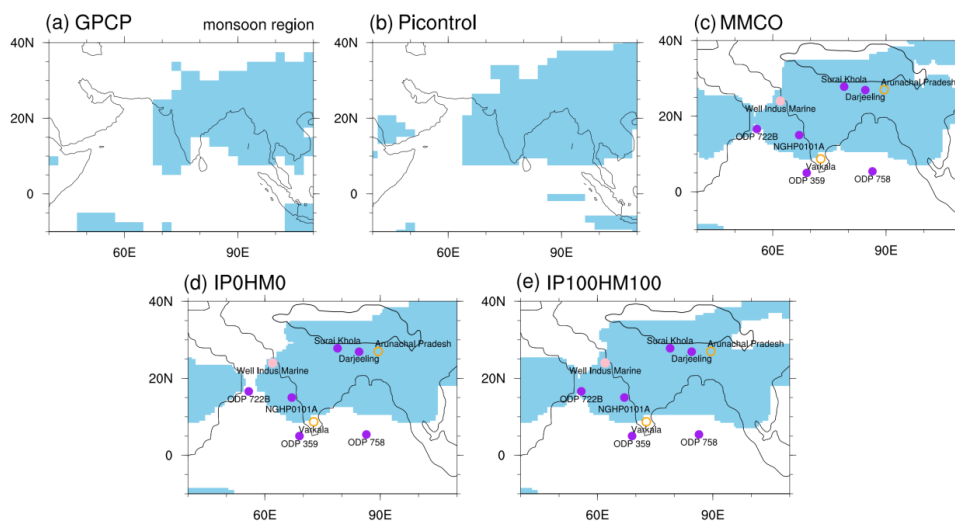 (a) GPCP monsoon region
40N
20N
0
60E 90E
(b) Picontrol
40N
20N
0
60E 90E
(c) MMCO
40N
20N
0
60E 90E
Surai Khola
Arunachal Pradesh
Darjeeling
Well Indus Marine
ODP 722B
NGHP0101A
Varkala
ODP 359
ODP 758
(d) IP0HM0
40N
20N
0
60E 90E
Surai Khola
Arunachal Pradesh
Darjeeling
Well Indus Marine
ODP 722B
NGHP0101A
Varkala
ODP 359
ODP 758
(e) IP100HM100
40N
20N
0
60E 90E
Surai Khola
Arunachal Pradesh
Darjeeling
Well Indus Marine
ODP 722B
NGHP0101A
Varkala
ODP 359
ODP 758